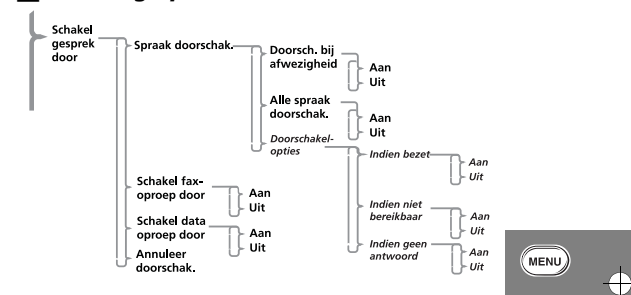 Schakel
gesprek
door
Spraak doorschak.
Doorsch. bij
afwezigheid
Aan
Uit
Alle spraak
doorschak.
Aan
Uit
Doorschakel-
opties
Indien bezet
Aan
Uit
Indien niet
bereikbaar
Aan
Uit
Indien geen
antwoord
Aan
Uit
Schakel fax-
oproep door
Aan
Uit
Schakel data
oproep door
Aan
Uit
Annuleer
doorschak.
MENU